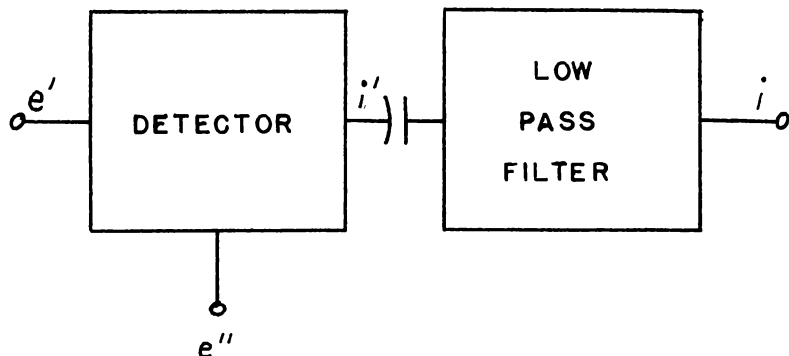 e'
DETECTOR
i'
LOW
PASS
FILTER
i
e"